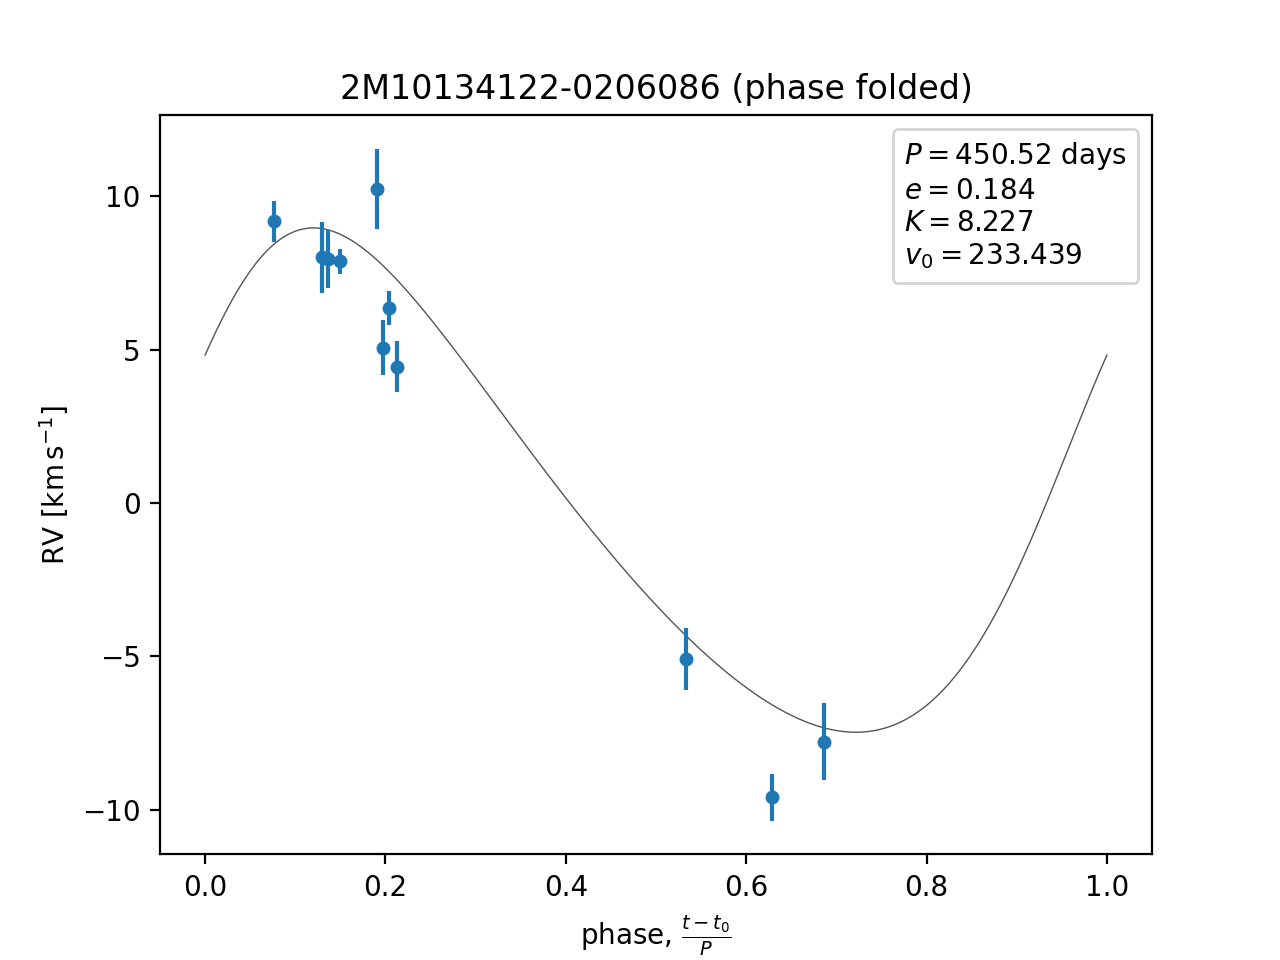 2M10134122-0206086 (phase folded)
P = 450.52 days
e = 0.184
K = 8.227
v₀ = 233.439
10
5
0
−5
−10
RV [km s⁻¹]
0.0 0.2 0.4 0.6 0.8 1.0
phase, (t − t₀)/P